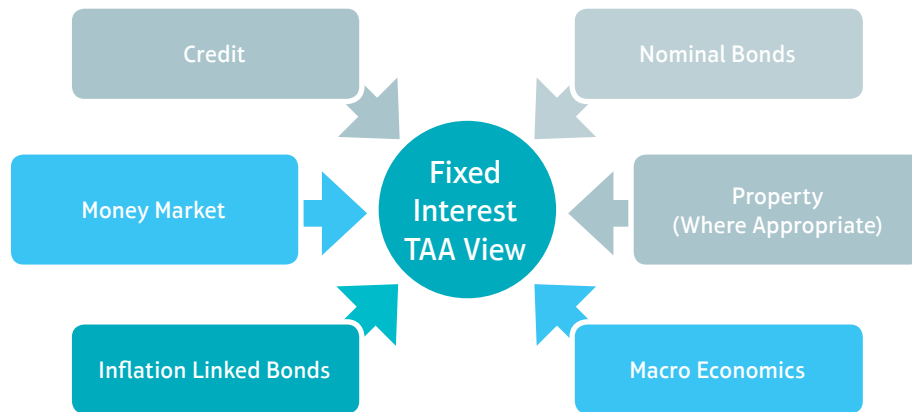 Credit
Nominal Bonds
Money Market
Fixed
Interest
TAA View
Property
(Where Appropriate)
Inflation Linked Bonds
Macro Economics